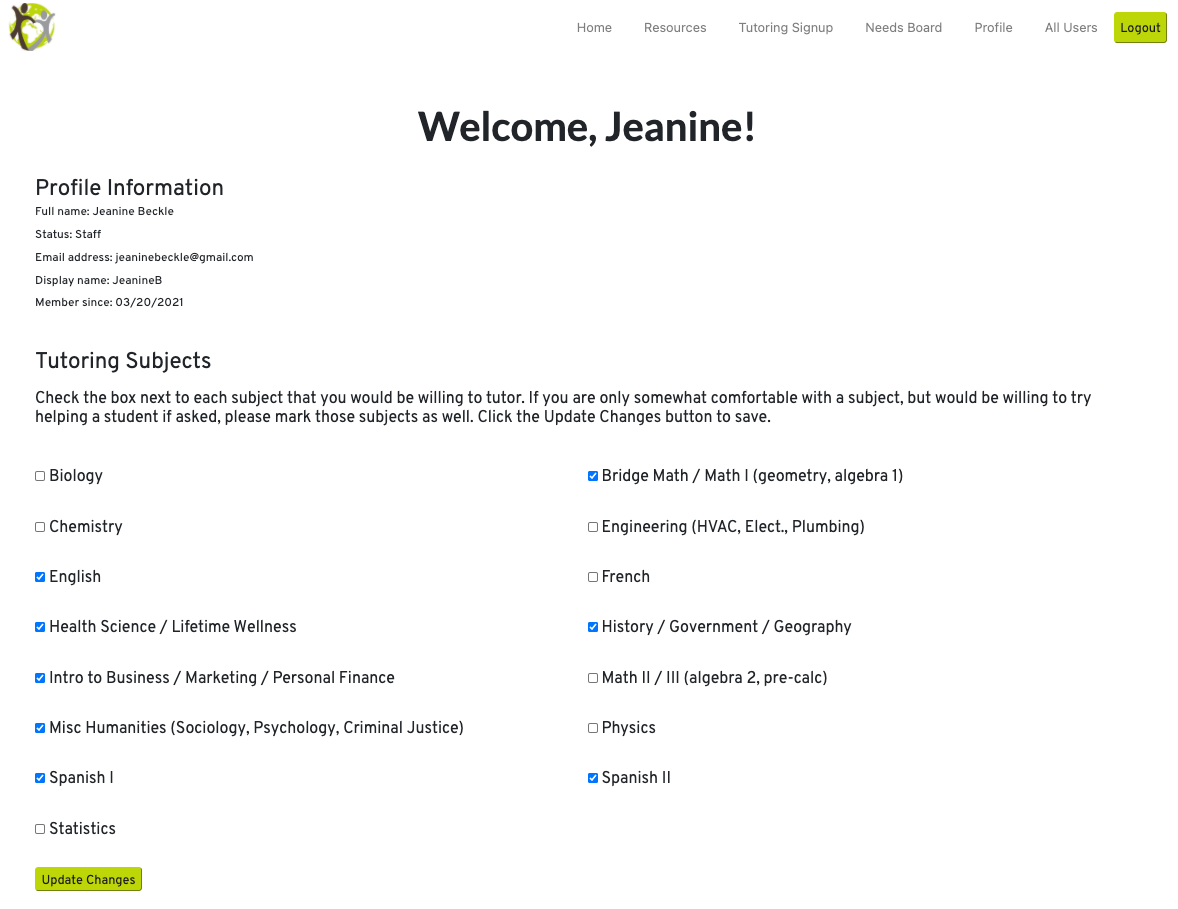 Home Resources Tutoring Signup Needs Board Profile All Users Logout
Welcome, Jeanine!
Profile Information
Full name: Jeanine Beckle
Status: Staff
Email address: jeaninebeckle@gmail.com
Display name: JeanineB
Member since: 03/20/2021
Tutoring Subjects
Check the box next to each subject that you would be willing to tutor. If you are only somewhat comfortable with a subject, but would be willing to try
helping a student if asked, please mark those subjects as well. Click the Update Changes button to save.
Biology
Bridge Math / Math I (geometry, algebra 1)
Chemistry
Engineering (HVAC, Elect., Plumbing)
English
French
Health Science / Lifetime Wellness
History / Government / Geography
Intro to Business / Marketing / Personal Finance
Math II / III (algebra 2, pre-calc)
Misc Humanities (Sociology, Psychology, Criminal Justice)
Physics
Spanish I
Spanish II
Statistics
Update Changes